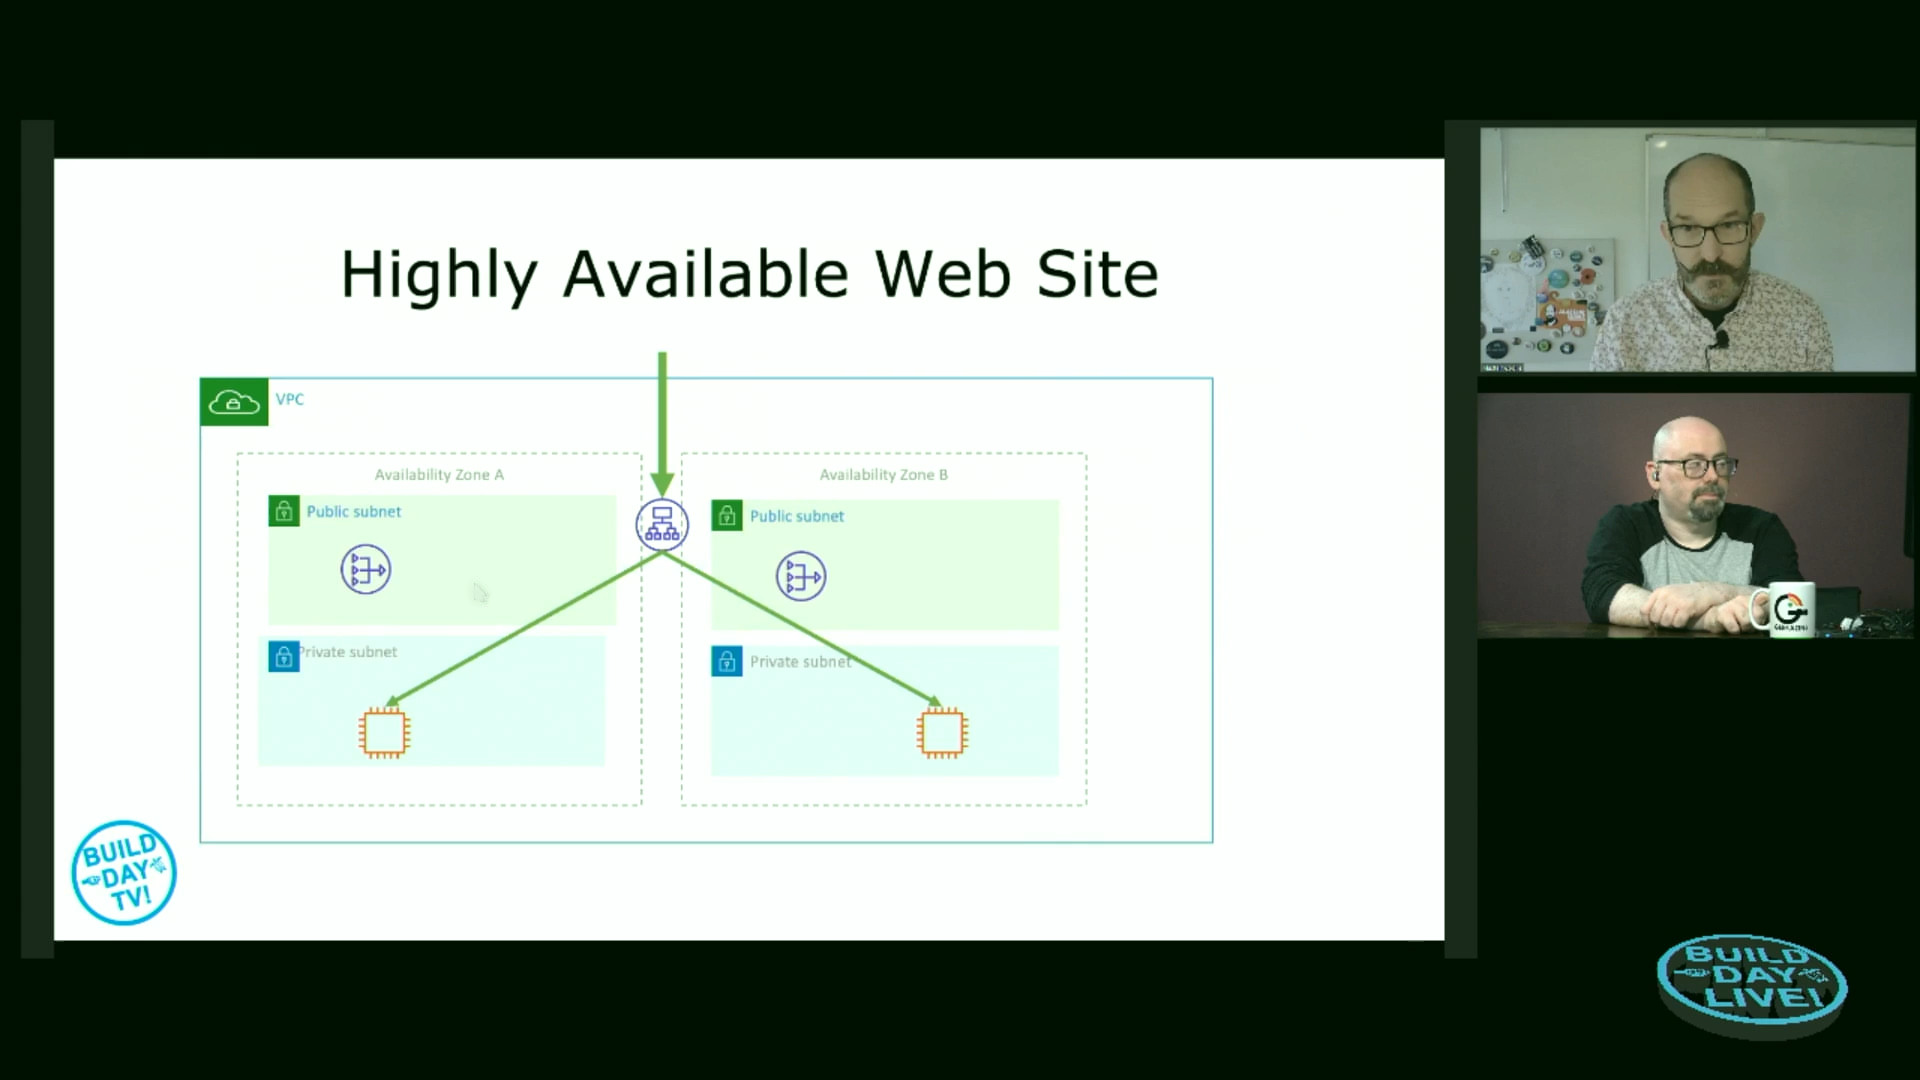 Highly Available Web Site
VPC
Availability Zone A
Availability Zone B
Public subnet
Public subnet
Private subnet
Private subnet
BUILD
DAY
TV!
BUILD
DAY
LIVE!